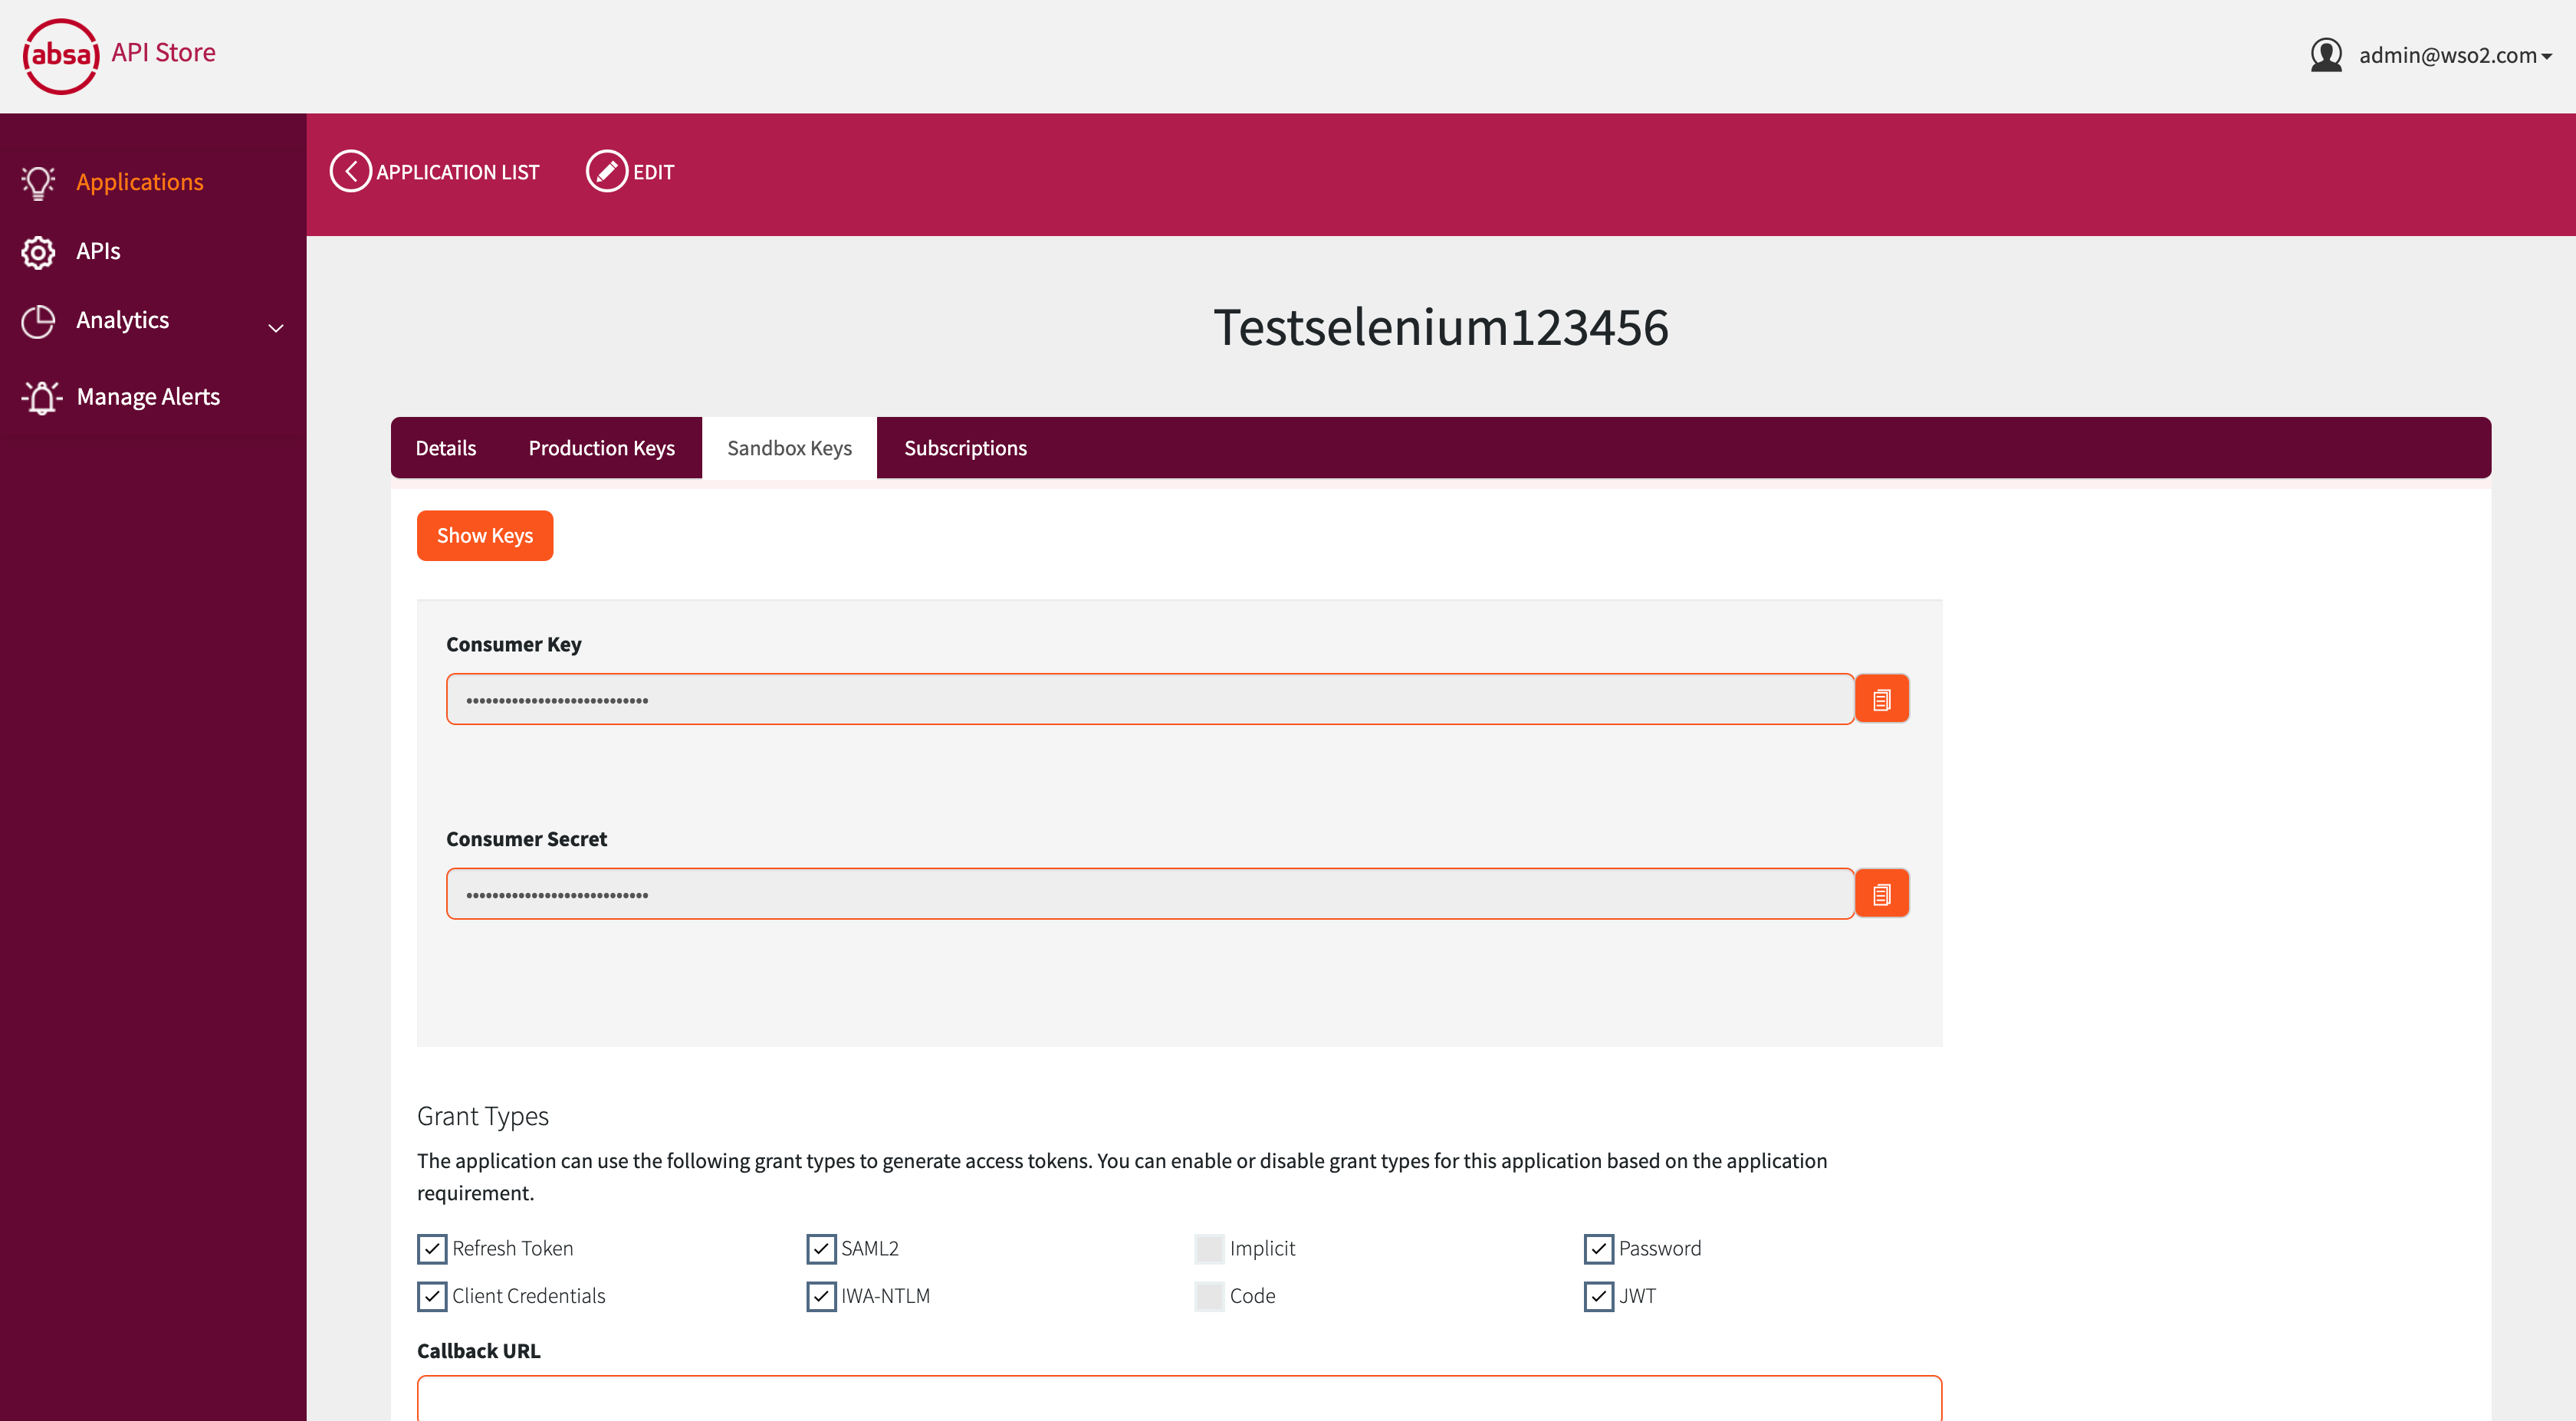 absa API Store
admin@wso2.com
Applications
APIs
Analytics
Manage Alerts
APPLICATION LIST EDIT
Testselenium123456
Details Production Keys Sandbox Keys Subscriptions
Show Keys
Consumer Key
••••••••••••••••••••••••••••
Consumer Secret
••••••••••••••••••••••••••••
Grant Types
The application can use the following grant types to generate access tokens. You can enable or disable grant types for this application based on the application
requirement.
Refresh Token SAML2 Implicit Password
Client Credentials IWA-NTLM Code JWT
Callback URL